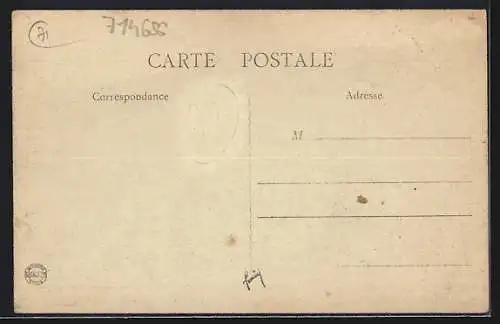 71
714688
CARTE POSTALE
Correspondance
Adresse
M